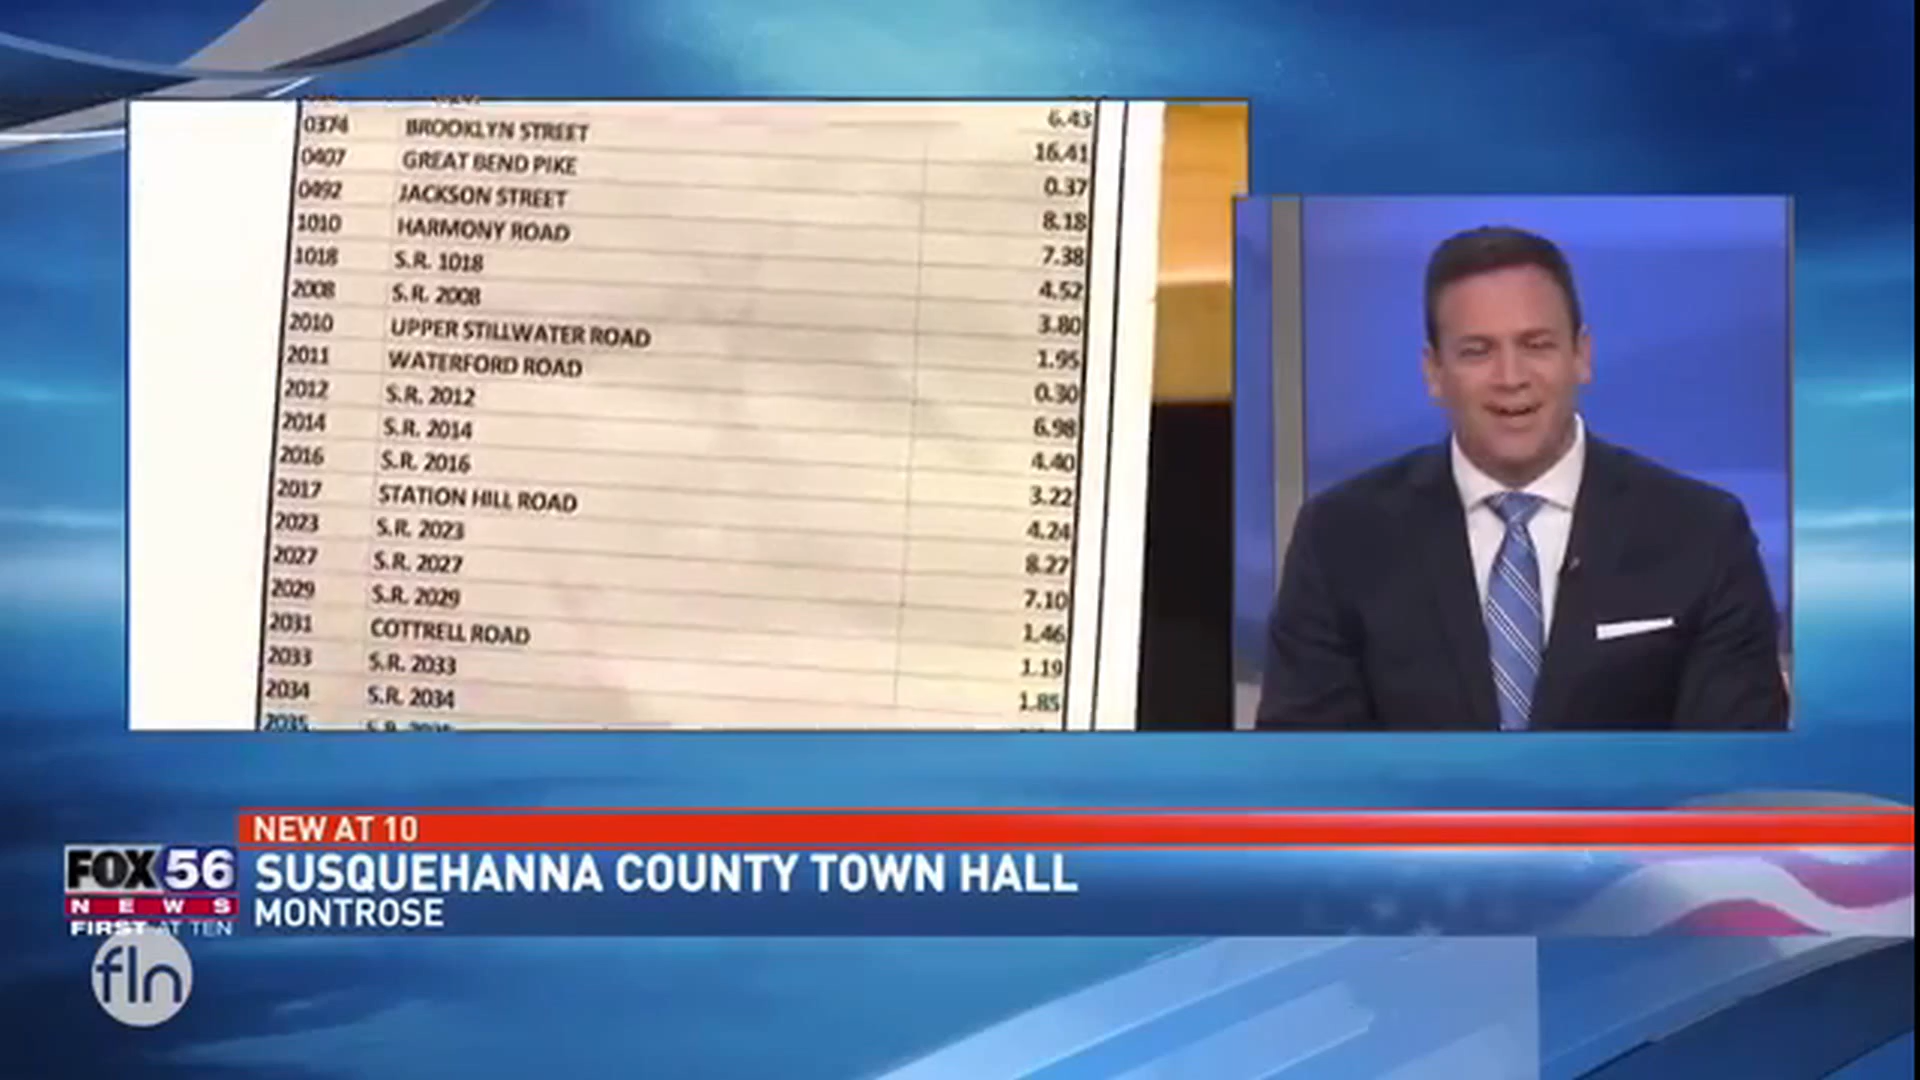 0374 BROOKLYN STREET 6.43
0407 GREAT BEND PIKE 16.41
0492 JACKSON STREET 0.37
1010 HARMONY ROAD 8.18
1018 S.R. 1018 7.38
2008 S.R. 2008 4.52
2010 UPPER STILLWATER ROAD 3.80
2011 WATERFORD ROAD 1.95
2012 S.R. 2012 0.30
2014 S.R. 2014 6.98
2016 S.R. 2016 4.40
2017 STATION HILL ROAD 3.22
2023 S.R. 2023 4.24
2027 S.R. 2027 8.27
2029 S.R. 2029 7.10
2031 COTTRELL ROAD 1.46
2033 S.R. 2033 1.19
2034 S.R. 2034 1.85
2035 S.R. 2035
NEW AT 10
SUSQUEHANNA COUNTY TOWN HALL
MONTROSE
FOX 56
NEWS
FIRST AT TEN
fln